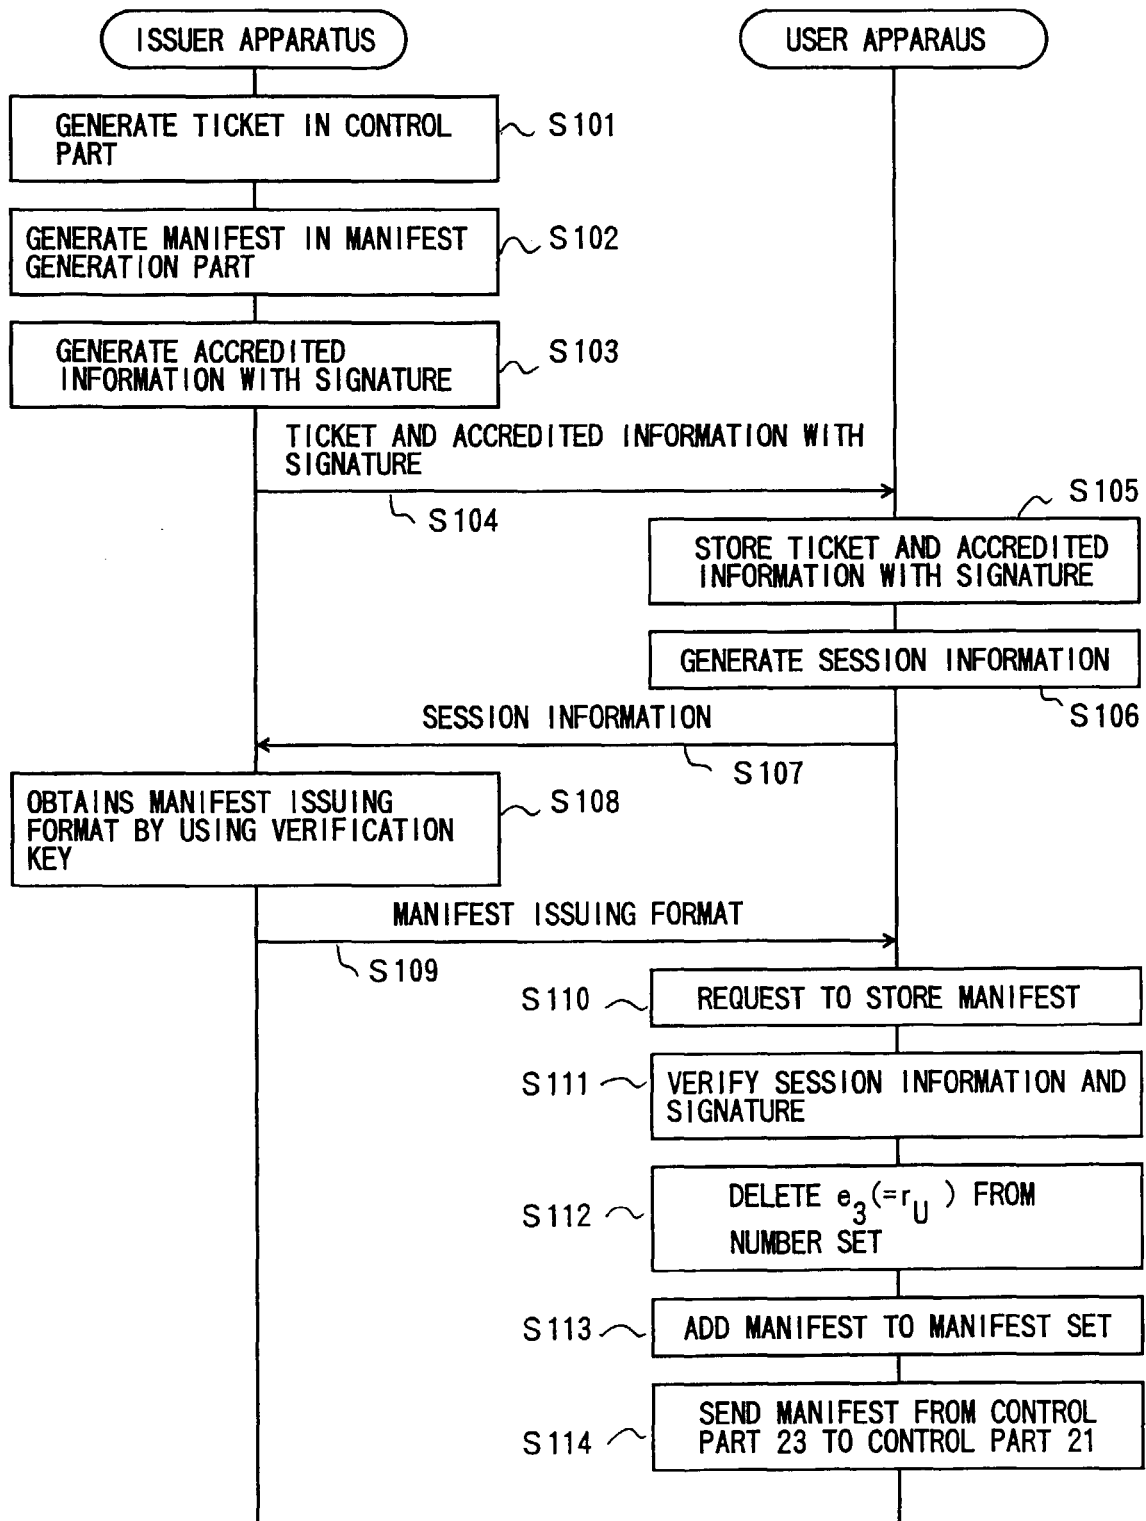 ISSUER APPARATUS
USER APPARAUS
GENERATE TICKET IN CONTROL
PART
S101
GENERATE MANIFEST IN MANIFEST
GENERATION PART
S102
GENERATE ACCREDITED
INFORMATION WITH SIGNATURE
S103
TICKET AND ACCREDITED INFORMATION WITH
SIGNATURE
S104
S105
STORE TICKET AND ACCREDITED
INFORMATION WITH SIGNATURE
GENERATE SESSION INFORMATION
S106
SESSION INFORMATION
S107
OBTAINS MANIFEST ISSUING
FORMAT BY USING VERIFICATION
KEY
S108
MANIFEST ISSUING FORMAT
S109
S110
REQUEST TO STORE MANIFEST
S111
VERIFY SESSION INFORMATION AND
SIGNATURE
S112
DELETE e3(=rU ) FROM
NUMBER SET
S113
ADD MANIFEST TO MANIFEST SET
S114
SEND MANIFEST FROM CONTROL
PART 23 TO CONTROL PART 21